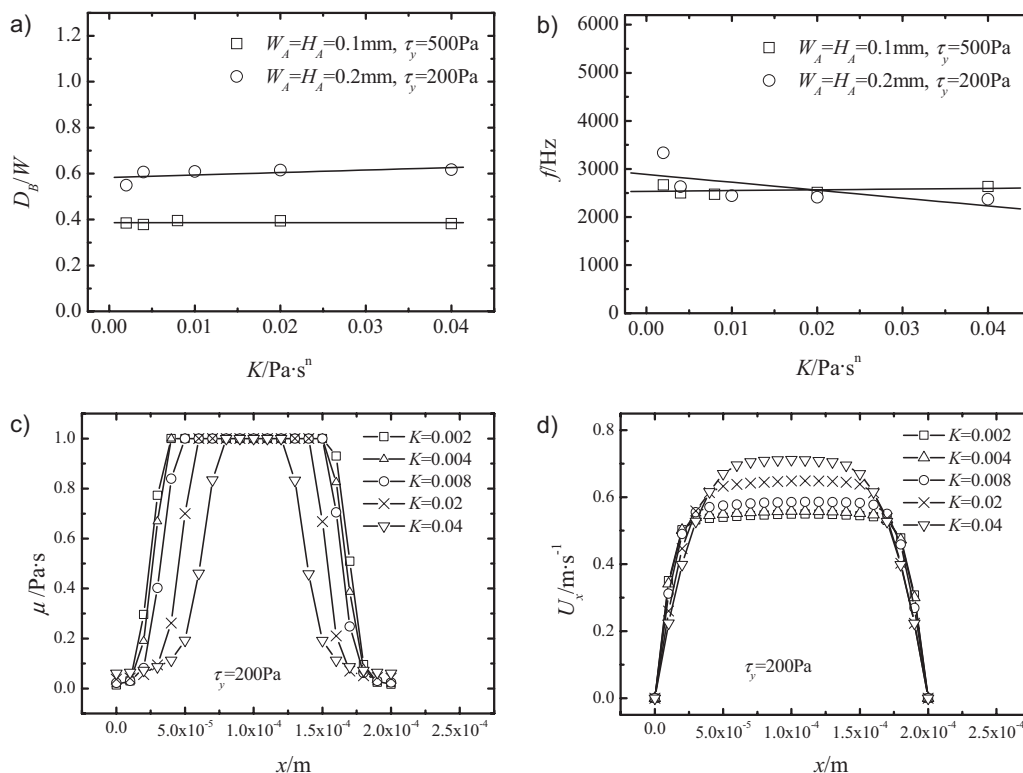 a)
1.2
1.0
0.8
0.6
0.4
0.2
0.0
D_B/W
W_A=H_A=0.1mm, τ_y=500Pa
W_A=H_A=0.2mm, τ_y=200Pa
0.00 0.01 0.02 0.03 0.04
K/Pa·sⁿ
b)
6000
5000
4000
3000
2000
1000
0
f/Hz
W_A=H_A=0.1mm, τ_y=500Pa
W_A=H_A=0.2mm, τ_y=200Pa
0.00 0.01 0.02 0.03 0.04
K/Pa·sⁿ
c)
1.0
0.8
0.6
0.4
0.2
0.0
μ/Pa·s
K=0.002
K=0.004
K=0.008
K=0.02
K=0.04
τ_y=200Pa
0.0 5.0x10⁻⁵ 1.0x10⁻⁴ 1.5x10⁻⁴ 2.0x10⁻⁴ 2.5x10⁻⁴
x/m
d)
0.8
0.6
0.4
0.2
0.0
U_x/m·s⁻¹
K=0.002
K=0.004
K=0.008
K=0.02
K=0.04
τ_y=200Pa
0.0 5.0x10⁻⁵ 1.0x10⁻⁴ 1.5x10⁻⁴ 2.0x10⁻⁴ 2.5x10⁻⁴
x/m